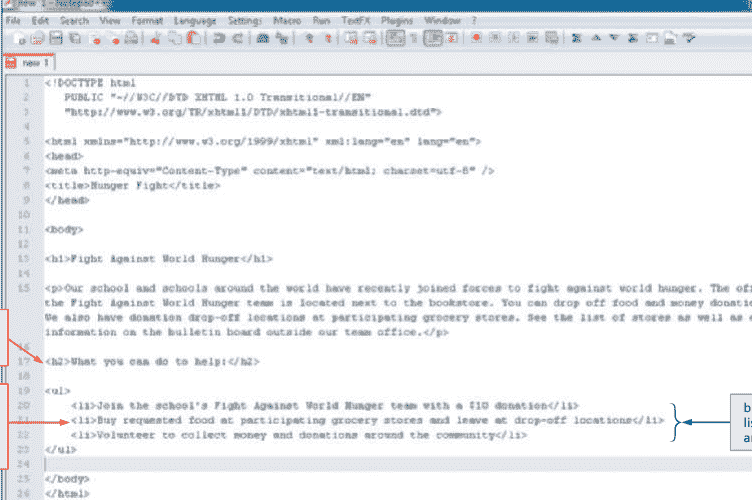 new 1 - Notepad++
File Edit Search View Format Language Settings Macro Run TextFX Plugins Window ?
new 1
1 <!DOCTYPE html
2 PUBLIC "-//W3C//DTD XHTML 1.0 Transitional//EN"
3 "http://www.w3.org/TR/xhtml1/DTD/xhtml1-transitional.dtd">
4
5 <html xmlns="http://www.w3.org/1999/xhtml" xml:lang="en" lang="en">
6 <head>
7 <meta http-equiv="Content-Type" content="text/html; charset=utf-8" />
8 <title>Hunger Fight</title>
9 </head>
10
11 <body>
12
13 <h1>Fight Against World Hunger</h1>
14
15 <p>Our school and schools around the world have recently joined forces to fight against world hunger. The of
the Fight Against World Hunger team is located next to the bookstore. You can drop off food and money donati
We also have donation drop-off locations at participating grocery stores. See the list of stores as well as
information on the bulletin board outside our team office.</p>
16
17 <h2>What you can do to help:</h2>
18
19 <ul>
20 <li>Join the school's Fight Against World Hunger team with a $10 donation</li>
21 <li>Buy requested food at participating grocery stores and leave at drop-off locations</li>
22 <li>Volunteer to collect money and donations around the community</li>
23 </ul>
24
25 </body>
26 </html>
b
lis
a